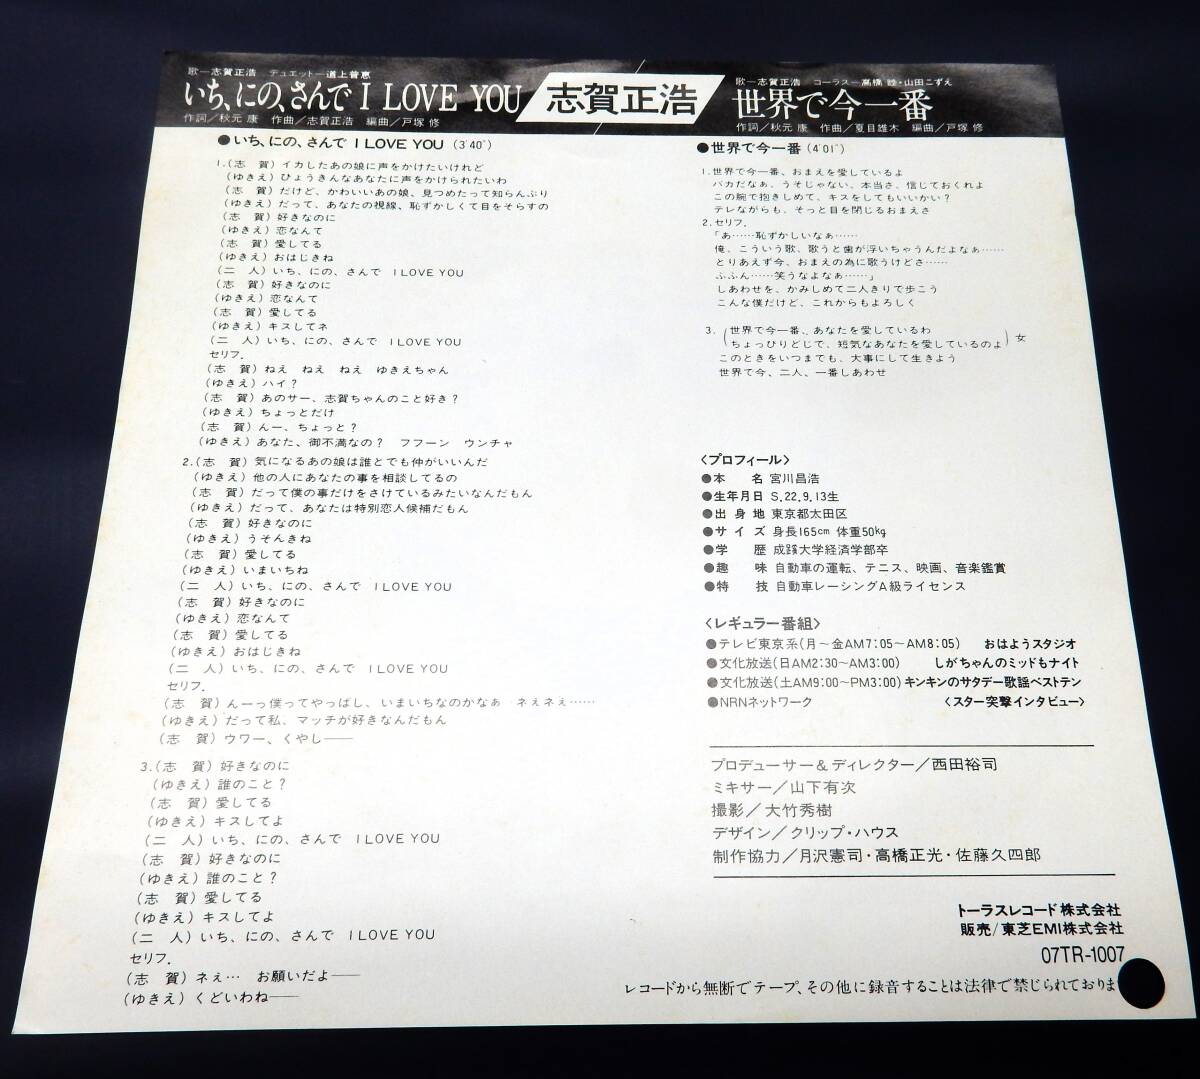 歌―志賀正浩　デュエット―道上普恵
いち、にの、さんで I LOVE YOU
作詞／秋元 康　作曲／志賀正浩　編曲／戸塚 修
志賀正浩
歌―志賀正浩　コーラス―高橋 睦・山田こずえ
世界で今一番
作詞／秋元 康　作曲／夏目雄木　編曲／戸塚 修
●いち、にの、さんで I LOVE YOU (3'40")
1.(志　賀) イカしたあの娘に声をかけたいけれど
(ゆきえ) ひょうきんなあなたに声をかけられたいわ
(志　賀) だけど、かわいいあの娘、見つめたって知らんぷり
(ゆきえ) だって、あなたの視線、恥ずかしくて目をそらすの
(志　賀) 好きなのに
(ゆきえ) 恋なんて
(志　賀) 愛してる
(ゆきえ) おはじきね
(二　人) いち、にの、さんで　I LOVE YOU
(志　賀) 好きなのに
(ゆきえ) 恋なんて
(志　賀) 愛してる
(ゆきえ) キスしてネ
(二　人) いち、にの、さんで　I LOVE YOU
セリフ.
(志　賀) ねえ　ねえ　ねえ　ゆきえちゃん
(ゆきえ) ハイ？
(志　賀) あのサー、志賀ちゃんのこと好き？
(ゆきえ) ちょっとだけ
(志　賀) んー、ちょっと？
(ゆきえ) あなた、御不満なの？　フフーン　ウンチャ
2.(志　賀) 気になるあの娘は誰とでも仲がいいんだ
(ゆきえ) 他の人にあなたの事を相談してるの
(志　賀) だって僕の事だけをさけているみたいなんだもん
(ゆきえ) だって、あなたは特別恋人候補だもん
(志　賀) 好きなのに
(ゆきえ) うそんきね
(志　賀) 愛してる
(ゆきえ) いまいちね
(二　人) いち、にの、さんで　I LOVE YOU
(志　賀) 好きなのに
(ゆきえ) 恋なんて
(志　賀) 愛してる
(ゆきえ) おはじきね
(二　人) いち、にの、さんで　I LOVE YOU
セリフ.
(志　賀) んーっ僕ってやっぱし、いまいちなのかなぁ　ネぇネぇ……
(ゆきえ) だって私、マッチが好きなんだもん
(志　賀) ウワー、くやし――
3.(志　賀) 好きなのに
(ゆきえ) 誰のこと？
(志　賀) 愛してる
(ゆきえ) キスしてよ
(二　人) いち、にの、さんで　I LOVE YOU
(志　賀) 好きなのに
(ゆきえ) 誰のこと？
(志　賀) 愛してる
(ゆきえ) キスしてよ
(二　人) いち、にの、さんで　I LOVE YOU
セリフ.
(志　賀) ネぇ…　お願いだよ――
(ゆきえ) くどいわね――
●世界で今一番 (4'01")
1.世界で今一番、おまえを愛しているよ
バカだなぁ、うそじゃない、本当さ、信じておくれよ
この腕で抱きしめて、キスをしてもいいかい？
テレながらも、そっと目を閉じるおまえさ
2.セリフ.
「あ……恥ずかしいなぁ……
俺、こういう歌、歌うと歯が浮いちゃうんだよなぁ……
とりあえず今、おまえの為に歌うけどさ……
ふふん……笑うなよなぁ……」
しあわせを、かみしめて二人きりで歩こう
こんな僕だけど、これからもよろしく
3.(世界で今一番、あなたを愛しているわ
ちょっぴりどじで、短気なあなたを愛しているのよ) 女
このときをいつまでも、大事にして生きよう
世界で今、二人、一番しあわせ
〈プロフィール〉
●本　　名 宮川昌浩
●生年月日 S.22.9.13生
●出 身 地 東京都太田区
●サ イ ズ 身長165cm 体重50kg
●学　　歴 成蹊大学経済学部卒
●趣　　味 自動車の運転、テニス、映画、音楽鑑賞
●特　　技 自動車レーシングA級ライセンス
〈レギュラー番組〉
●テレビ東京系(月～金AM7:05～AM8:05)　おはようスタジオ
●文化放送(日AM2:30～AM3:00)　しがちゃんのミッドもナイト
●文化放送(土AM9:00～PM3:00) キンキンのサタデー歌謡ベストテン
●NRNネットワーク　〈スター突撃インタビュー〉
プロデューサー＆ディレクター／西田裕司
ミキサー／山下有次
撮影／大竹秀樹
デザイン／クリップ・ハウス
制作協力／月沢憲司・高橋正光・佐藤久四郎
トーラスレコード株式会社
販売／東芝EMI株式会社
07TR-1007
レコードから無断でテープ、その他に録音することは法律で禁じられておりま